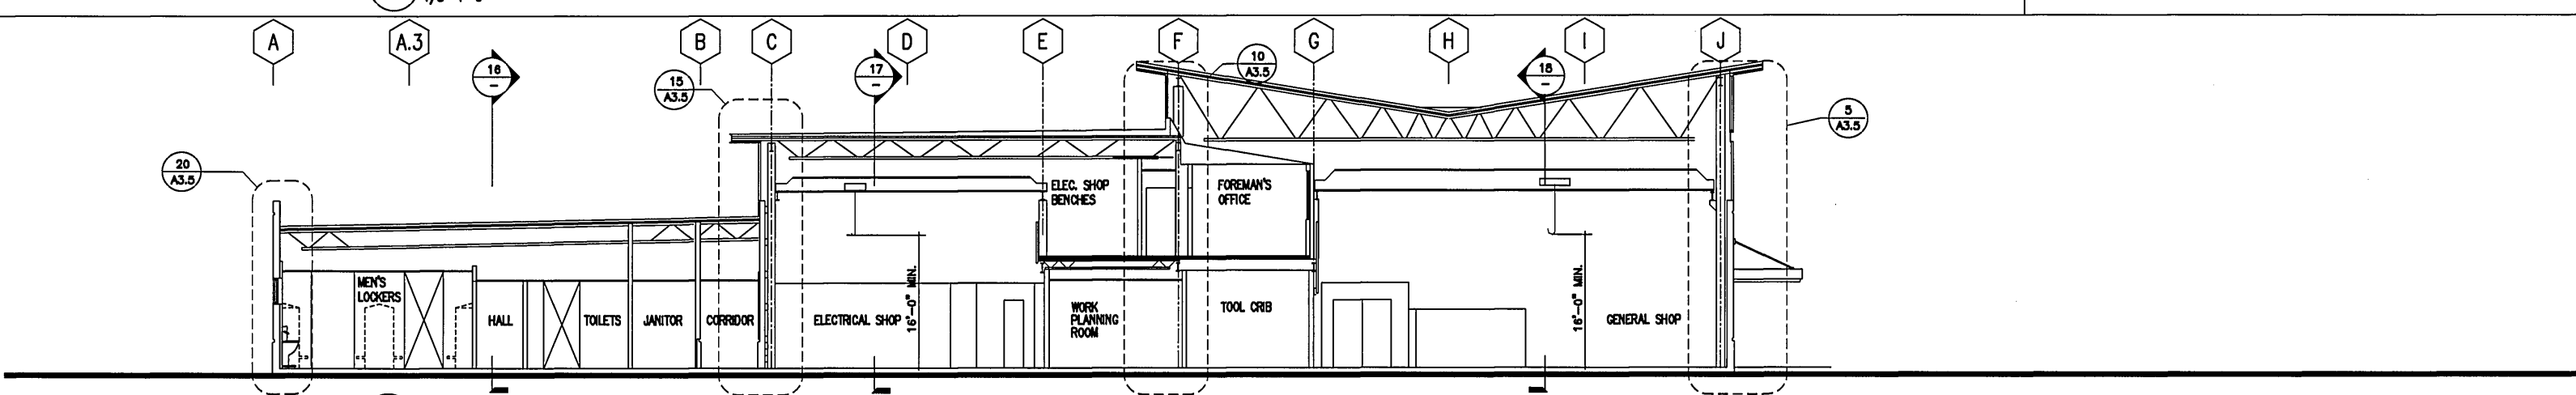 A A.3 B C D E F G H I J
16
-
15
A3.5
17
-
10
A3.5
18
-
5
A3.5
20
A3.5
ELEC. SHOP
BENCHES
FOREMAN'S
OFFICE
MEN'S
LOCKERS
HALL
TOILETS
JANITOR
CORRIDOR
ELECTRICAL SHOP
16'-0" MIN.
WORK
PLANNING
ROOM
TOOL CRIB
16'-0" MIN.
GENERAL SHOP